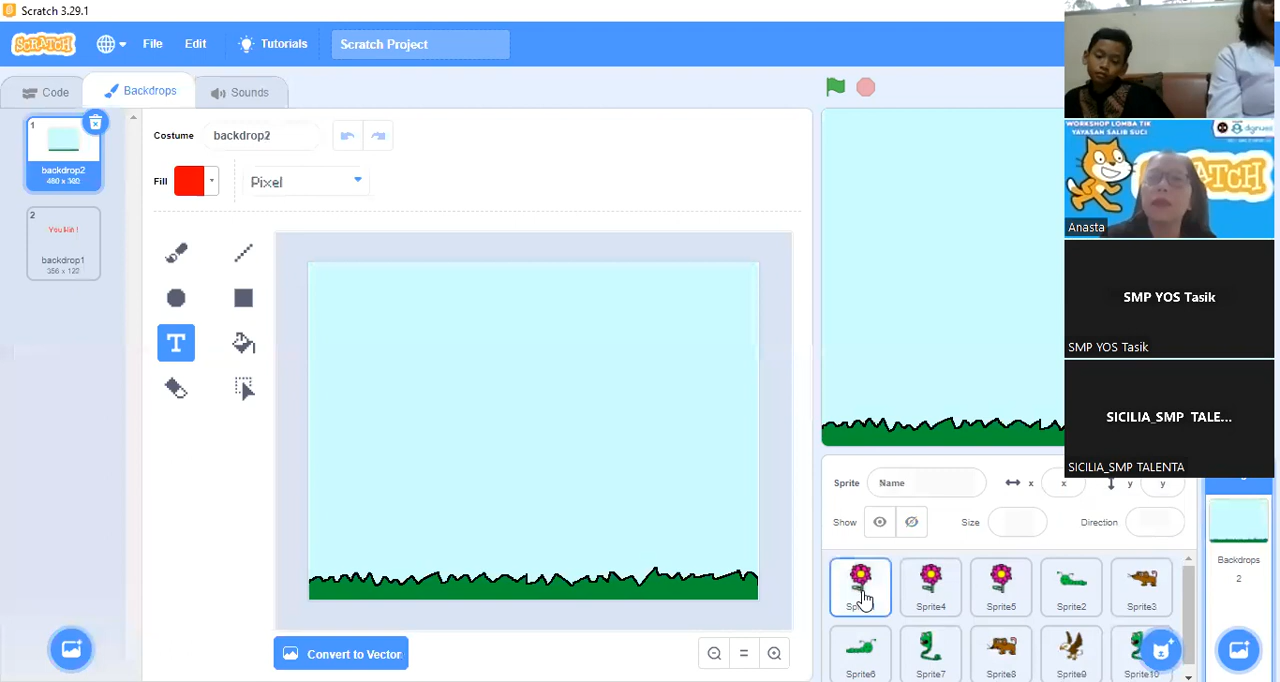 Scratch 3.29.1
SCRATCH
File
Edit
Tutorials
Scratch Project
Code
Backdrops
Sounds
1
backdrop2
480 x 360
2
backdrop1
356 x 122
Costume
backdrop2
Fill
Pixel
T
Convert to Vector
Sprite
Name
x
x
y
y
Show
Size
Direction
Sprite4
Sprite5
Sprite2
Sprite3
Sprite6
Sprite7
Sprite8
Sprite9
Sprite10
Backdrops
2
WORKSHOP LOMBA TIK
YAYASAN SALIB SUCI
Anasta
SMP YOS Tasik
SMP YOS Tasik
SICILIA_SMP TALE...
SICILIA_SMP TALENTA